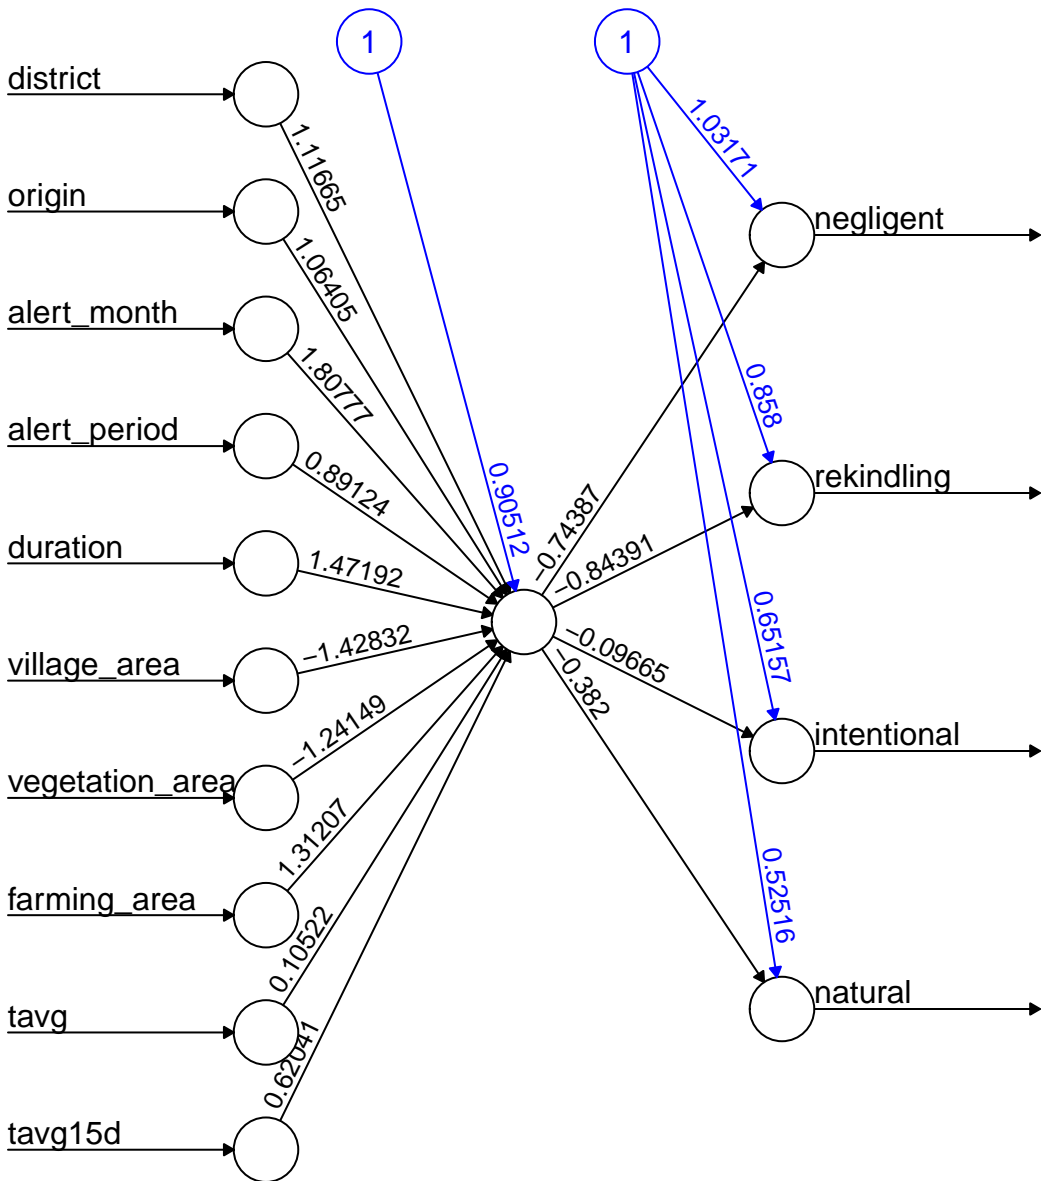 1
1
district
origin
alert_month
alert_period
duration
village_area
vegetation_area
farming_area
tavg
tavg15d
1.11665
1.06405
1.80777
0.89124
1.47192
−1.42832
−1.24149
1.31207
0.10522
0.62041
0.90512
−0.74387
−0.84391
−0.09665
−0.382
1.03171
0.858
0.65157
0.52516
negligent
rekindling
intentional
natural